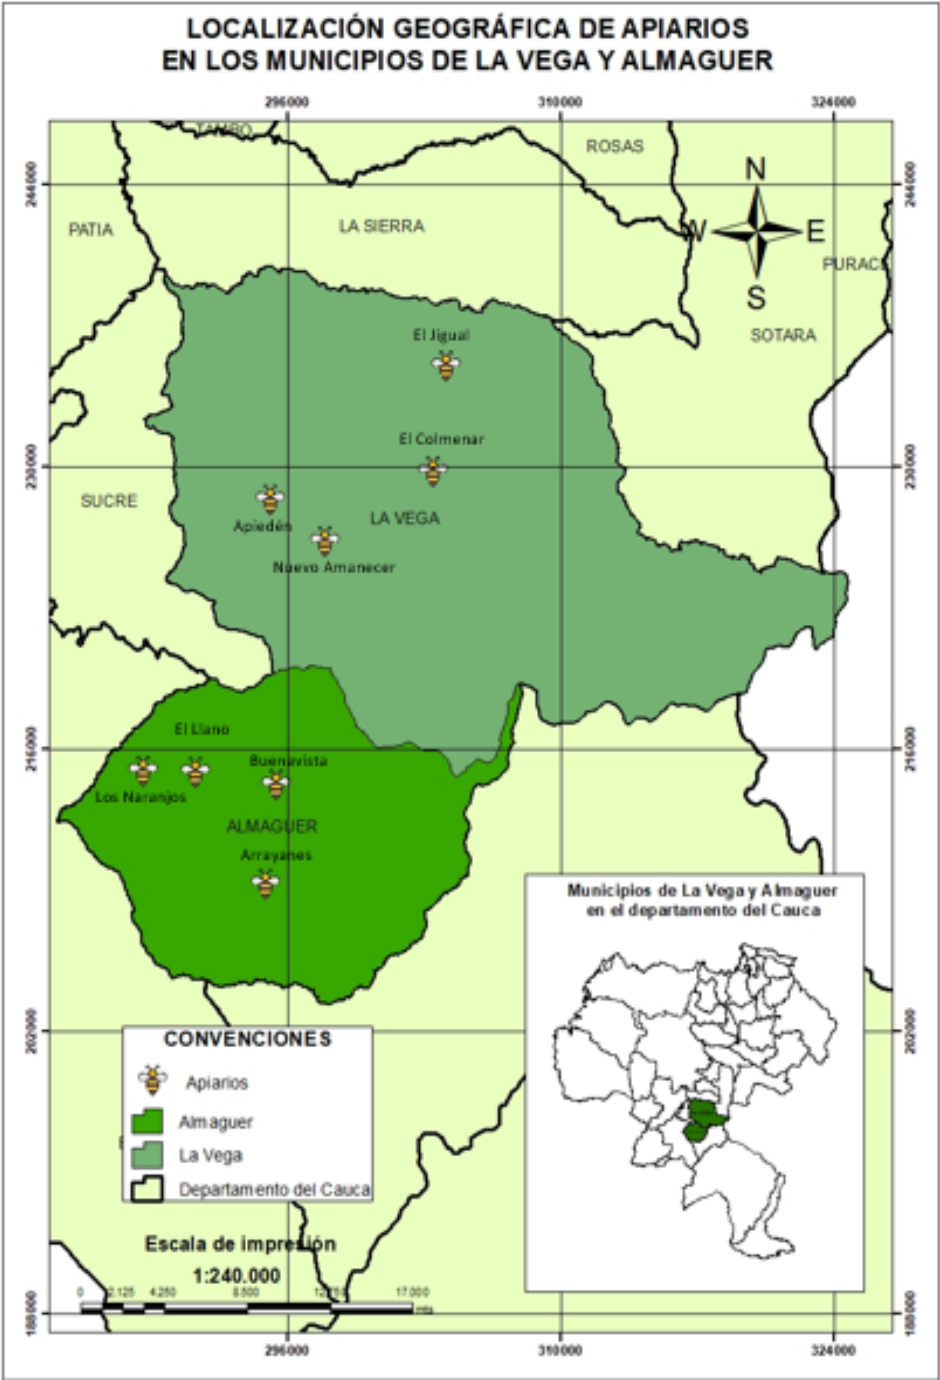 LOCALIZACIÓN GEOGRÁFICA DE APIARIOS
EN LOS MUNICIPIOS DE LA VEGA Y ALMAGUER
296000 310000 324000
TAMBO
ROSAS
N
244000 244000
PATIA
LA SIERRA
W E
PURAC
S
SOTARA
El Jigual
El Colmenar
230000 230000
SUCRE
Apiedén
LA VEGA
Nuevo Amanecer
El Llano
216000 216000
Buenavista
Los Naranjos
ALMAGUER
Arrayanes
Municipios de La Vega y Almaguer
en el departamento del Cauca
202000 202000
CONVENCIONES
Apiarios
Almaguer
La Vega
Departamento del Cauca
Escala de impresión
1:240.000
0 2.125 4.250 8.500 12.750 17.000
mts
188000 188000
296000 310000 324000